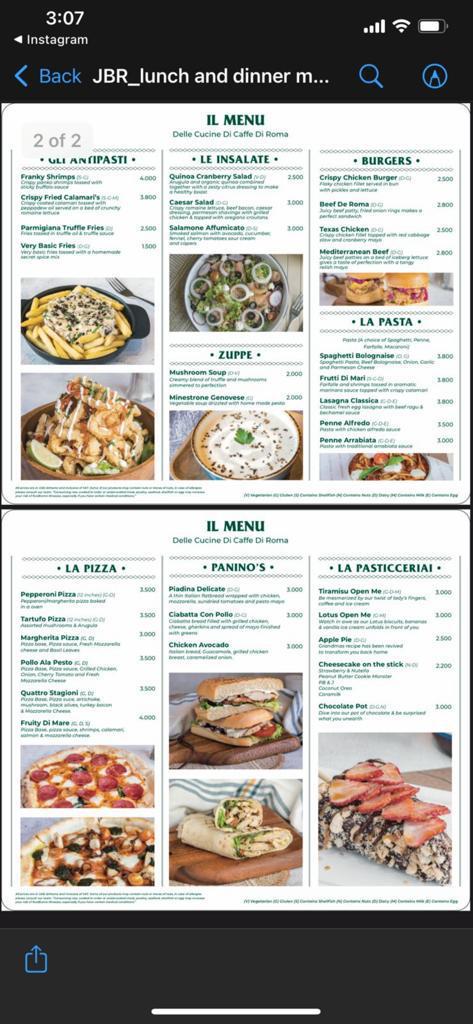 3:07
◀ Instagram
Back
JBR_lunch and dinner m...
2 of 2
IL MENU
Delle Cucine Di Caffe Di Roma
• GLI ANTIPASTI •
Franky Shrimps (S-G) 4.000
Crispy panko shrimps tossed with
sticky buffalo sauce
Crispy Fried Calamari's (S-G-M) 3.800
Crispy coated calamari tossed with
peppadew served on a bed of crunchy
romaine lettuce
Parmigiana Truffle Fries (D) 2.500
Fries tossed in truffle oil & truffle sauce
Very Basic Fries (D-G) 1.500
Very basic fries tossed with a homemade
secret spice mix
• LE INSALATE •
Quinoa Cranberry Salad (V-D) 2.500
Arugula and organic quinoa combined
together with a zesty citrus dressing to make
a healthy boost
Caesar Salad (D-G) 3.000
Crispy romaine lettuce, beef bacon, caesar
dressing, parmesan shavings with grilled
chicken & topped with oregano croutons
Salamone Affumicato (D-S) 3.000
Smoked salmon with avocado, cucumber,
fennel, cherry tomatoes sour cream
and capers
• ZUPPE •
Mushroom Soup (D-V) 2.000
Creamy blend of truffle and mushrooms
simmered to perfection
Minestrone Genovese (G) 2.000
Vegetable soup drizzled with home made pesto
• BURGERS •
Crispy Chicken Burger (D-G) 2.500
Flaky chicken fillet served in bun
with pickles and lettuce
Beef De Roma (D-G) 2.800
Juicy beef patty, fried onion rings makes a
perfect sandwich
Texas Chicken (D-G) 2.500
Crispy chicken fillet topped with red cabbage
slaw and cranberry mayo
Mediterranean Beef (D-G) 2.800
Juicy beef patties on a bed of iceberg lettuce
gives a taste of perfection with a tangy
relish mayo
• LA PASTA •
Pasta (A choice of Spaghetti, Penne,
Farfalle, Macaroni)
Spaghetti Bolognaise (D, G) 3.800
Spaghetti Pasta, Beef Bolognaise, Onion, Garlic
and Parmesan Cheese
Frutti Di Mari (S-G-D) 3.800
Farfalle and shrimps tossed in aromatic
marinara sauce topped with crispy calamari
Lasagna Classica (G-D-E) 3.800
Classic fresh egg lasagna with beef ragu &
bechamel sauce
Penne Alfredo (G-D-E) 3.500
Pasta with chicken alfredo sauce
Penne Arrabiata (G-D-E) 3.000
Pasta with traditional arrabiata sauce
(V) Vegetarian (G) Gluten (S) Contains Shellfish (N) Contains Nuts (D) Dairy (M) Contains Milk (E) Contains Egg
IL MENU
Delle Cucine Di Caffe Di Roma
• LA PIZZA •
Pepperoni Pizza (12 inches) (G-D) 3.500
Pepperoni/margherita pizza baked
in a oven
Tartufo Pizza (12 inches) (G-D) 3.500
Assorted mushrooms & Arugula
Margherita Pizza (G, D) 3.000
Pizza Base, Pizza sauce, Fresh Mozzarella
cheese and Basil Leaves
Pollo Ala Pesto (G, D) 3.500
Pizza Base, Pizza Sauce, Grilled Chicken,
Onion, Cherry Tomato and Fresh
Mozzarella Cheese
Quattro Stagioni (G, D) 3.500
Pizza Base, Pizza suce, artichoke,
mushroom, black olives, turkey bacon
& Mozzarella Cheese.
Fruity Di Mare (G, D, S) 4.000
Pizza Base, pizza sauce, shrimps, calamari,
salmon & mozzarella cheese.
• PANINO'S •
Piadina Delicate (D-G) 3.000
A thin Italian flatbread wrapped with chicken,
mozzarella, sundried tomatoes and pesto mayo
Ciabatta Con Pollo (D-G) 3.000
Ciabatta bread filled with grilled chicken,
cheese, gherkins and spread of mayo finished
with greens
Chicken Avocado 3.000
Italian bread, Guacamole, grilled chicken
breast, caramelized onion.
• LA PASTICCERIAI •
Tiramisu Open Me (G-D-M) 3.000
Be mesmerized by our twist of lady's fingers,
coffee and ice cream
Lotus Open Me (G-M) 3.000
Watch in awe as our Lotus biscuits, bananas
& vanilla ice cream unfolds in front of you
Apple Pie (D-G) 2.500
Grandmas recipe has been revived
to transform you back home
Cheesecake on the stick (N-D) 2.200
Strawberry & Nutella
Peanut Butter Cookie Monster
PB & J
Coconut Oreo
Caramilk
Chocolate Pot (D-G,N) 3.000
Dive into our pot of chocolate & be surprised
what you unearth
(V) Vegetarian (G) Gluten (S) Contains Shellfish (N) Contains Nuts (D) Dairy (M) Contains Milk (E) Contains Egg